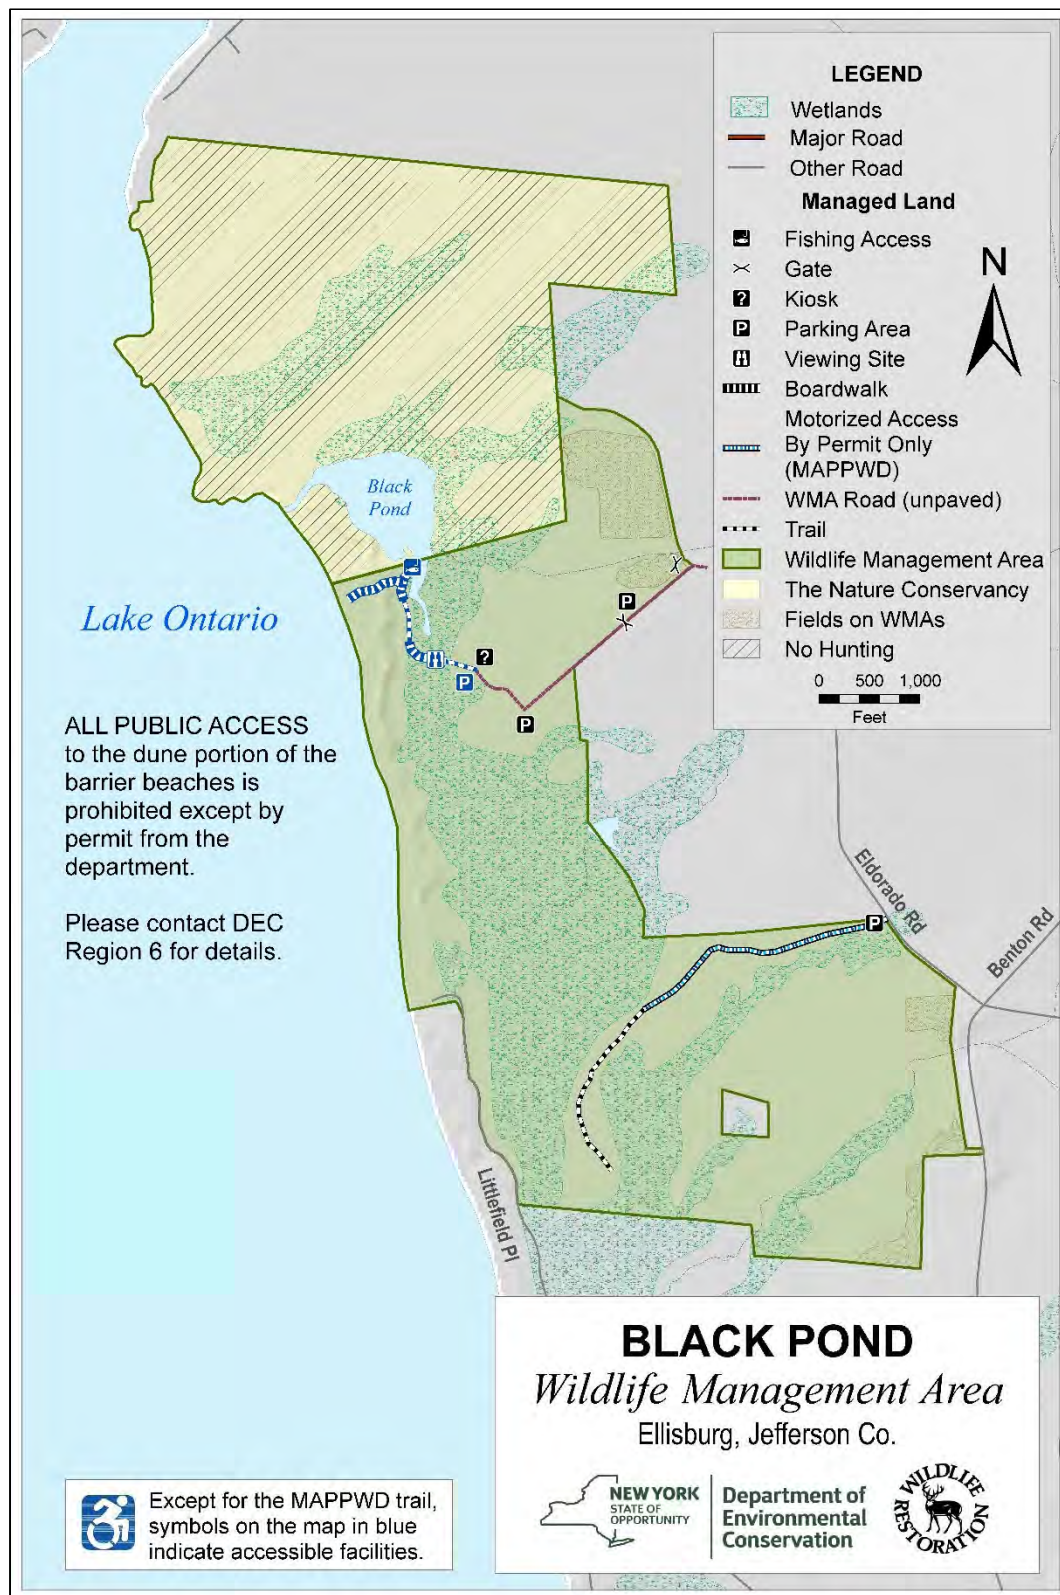 LEGEND
Wetlands
Major Road
Other Road
Managed Land
Fishing Access
Gate
? Kiosk
P Parking Area
Viewing Site
Boardwalk
Motorized Access
By Permit Only
(MAPPWD)
WMA Road (unpaved)
Trail
Wildlife Management Area
The Nature Conservancy
Fields on WMAs
No Hunting
0 500 1,000
Feet
N
Black
Pond
P
Lake Ontario
?
P
P
ALL PUBLIC ACCESS
to the dune portion of the
barrier beaches is
prohibited except by
permit from the
department.
Please contact DEC
Region 6 for details.
Eldorado Rd
P
Benton Rd
Littlefield Pl
BLACK POND
Wildlife Management Area
Ellisburg, Jefferson Co.
NEW YORK
STATE OF
OPPORTUNITY
Department of
Environmental
Conservation
WILDLIFE
RESTORATION
Except for the MAPPWD trail,
symbols on the map in blue
indicate accessible facilities.